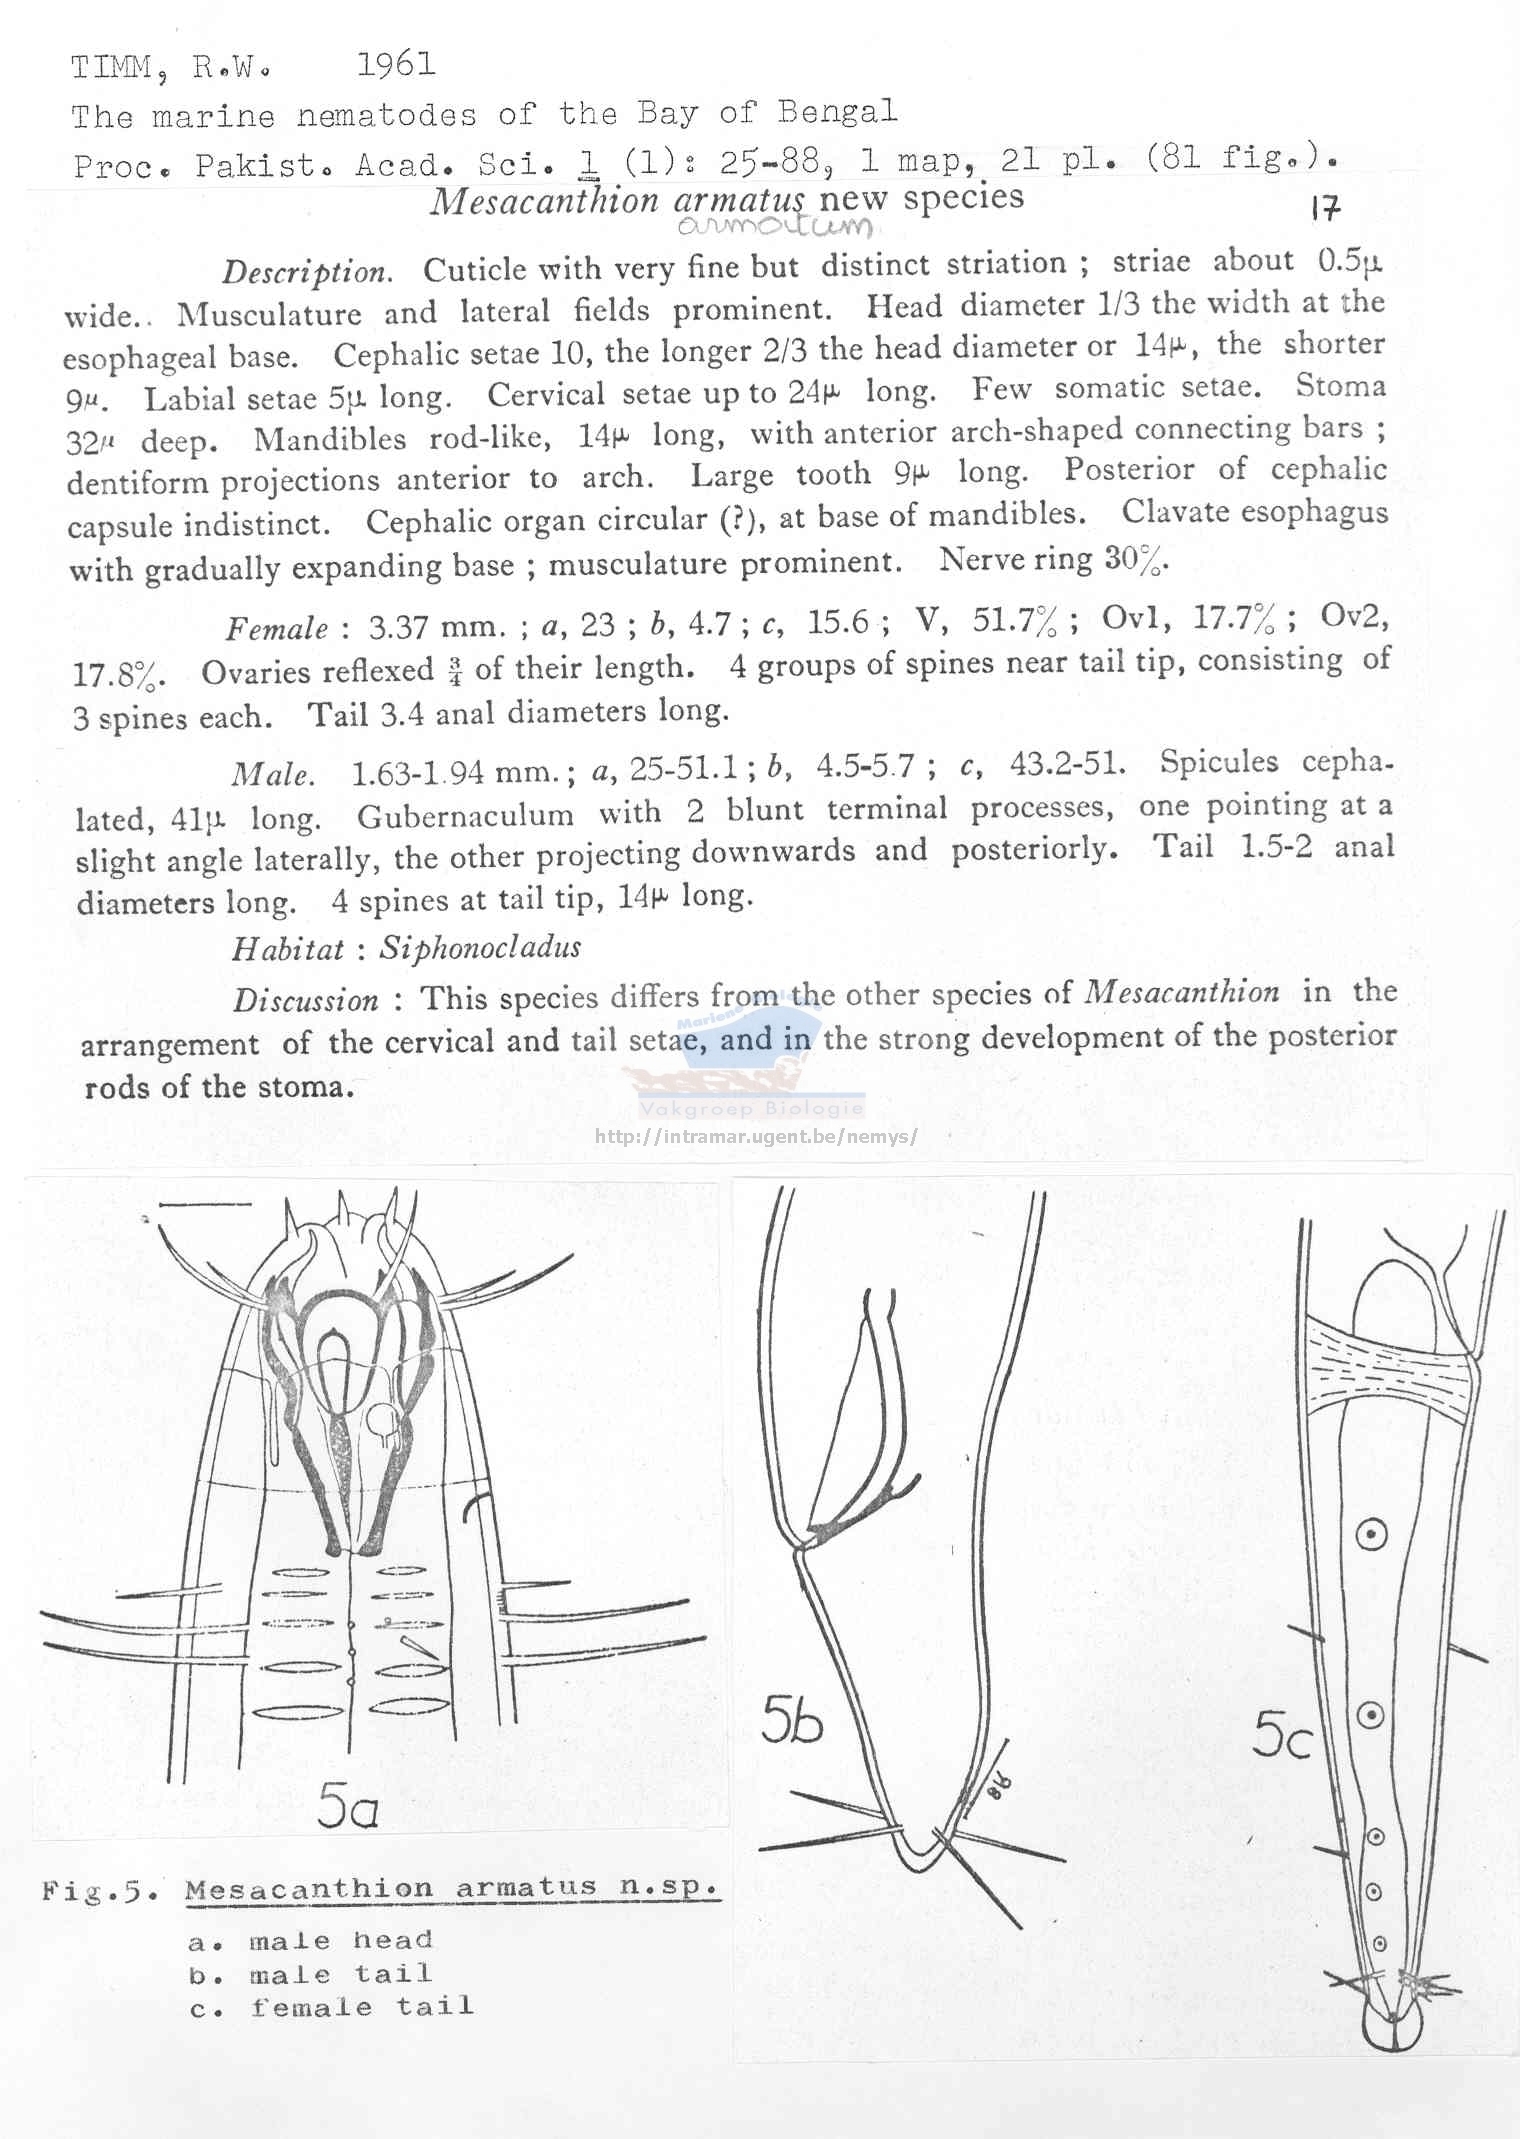 TIMM, R.W. 1961
The marine nematodes of the Bay of Bengal
Proc. Pakist. Acad. Sci. 1 (1): 25-88, 1 map, 21 pl. (81 fig.).
Mesacanthion armatus new species 17
armatum
Description. Cuticle with very fine but distinct striation ; striae about 0.5μ
wide.. Musculature and lateral fields prominent. Head diameter 1/3 the width at the
esophageal base. Cephalic setae 10, the longer 2/3 the head diameter or 14μ, the shorter
9μ. Labial setae 5μ long. Cervical setae up to 24μ long. Few somatic setae. Stoma
32μ deep. Mandibles rod-like, 14μ long, with anterior arch-shaped connecting bars ;
dentiform projections anterior to arch. Large tooth 9μ long. Posterior of cephalic
capsule indistinct. Cephalic organ circular (?), at base of mandibles. Clavate esophagus
with gradually expanding base ; musculature prominent. Nerve ring 30%.
Female : 3.37 mm. ; a, 23 ; b, 4.7 ; c, 15.6 ; V, 51.7% ; Ov1, 17.7% ; Ov2,
17.8%. Ovaries reflexed ¾ of their length. 4 groups of spines near tail tip, consisting of
3 spines each. Tail 3.4 anal diameters long.
Male. 1.63-1.94 mm. ; a, 25-51.1 ; b, 4.5-5.7 ; c, 43.2-51. Spicules cepha-
lated, 41μ long. Gubernaculum with 2 blunt terminal processes, one pointing at a
slight angle laterally, the other projecting downwards and posteriorly. Tail 1.5-2 anal
diameters long. 4 spines at tail tip, 14μ long.
Habitat : Siphonocladus
Discussion : This species differs from the other species of Mesacanthion in the
arrangement of the cervical and tail setae, and in the strong development of the posterior
rods of the stoma.
Mariene Biologie
Vakgroep Biologie
http://intramar.ugent.be/nemys/
5a
5b
5c
Fig.5. Mesacanthion armatus n.sp.
a. male head
b. male tail
c. female tail